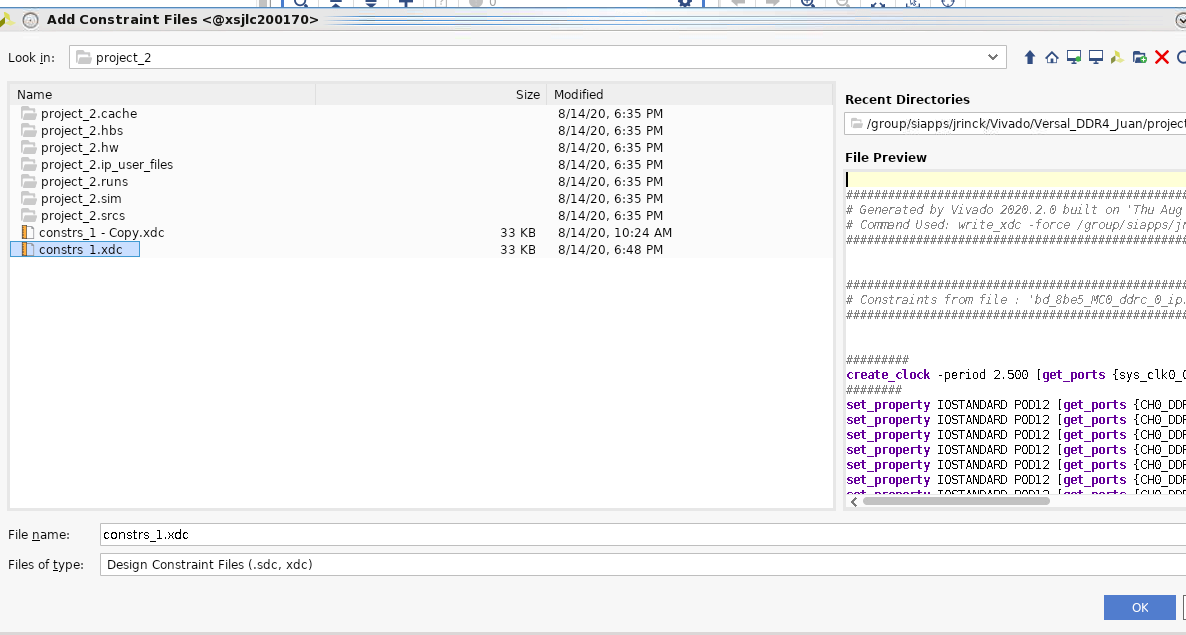 0
Add Constraint Files <@xsjlc200170>
Look in: project_2
Name Size Modified
project_2.cache 8/14/20, 6:35 PM
project_2.hbs 8/14/20, 6:35 PM
project_2.hw 8/14/20, 6:35 PM
project_2.ip_user_files 8/14/20, 6:35 PM
project_2.runs 8/14/20, 6:35 PM
project_2.sim 8/14/20, 6:35 PM
project_2.srcs 8/14/20, 6:35 PM
constrs_1 - Copy.xdc 33 KB 8/14/20, 10:24 AM
constrs_1.xdc 33 KB 8/14/20, 6:48 PM
Recent Directories
/group/siapps/jrinck/Vivado/Versal_DDR4_Juan/project
File Preview
################################################
# Generated by Vivado 2020.2.0 built on 'Thu Aug
# Command Used: write_xdc -force /group/siapps/jr
################################################
################################################
# Constraints from file : 'bd_8be5_MC0_ddrc_0_ip.
################################################
#########
create_clock -period 2.500 [get_ports {sys_clk0_
########
set_property IOSTANDARD POD12 [get_ports {CH0_DDR
set_property IOSTANDARD POD12 [get_ports {CH0_DDR
set_property IOSTANDARD POD12 [get_ports {CH0_DDR
set_property IOSTANDARD POD12 [get_ports {CH0_DDR
set_property IOSTANDARD POD12 [get_ports {CH0_DDR
set_property IOSTANDARD POD12 [get_ports {CH0_DDR
set_property IOSTANDARD POD12 [get_ports {CH0_DDR
File name: constrs_1.xdc
Files of type: Design Constraint Files (.sdc, xdc)
OK